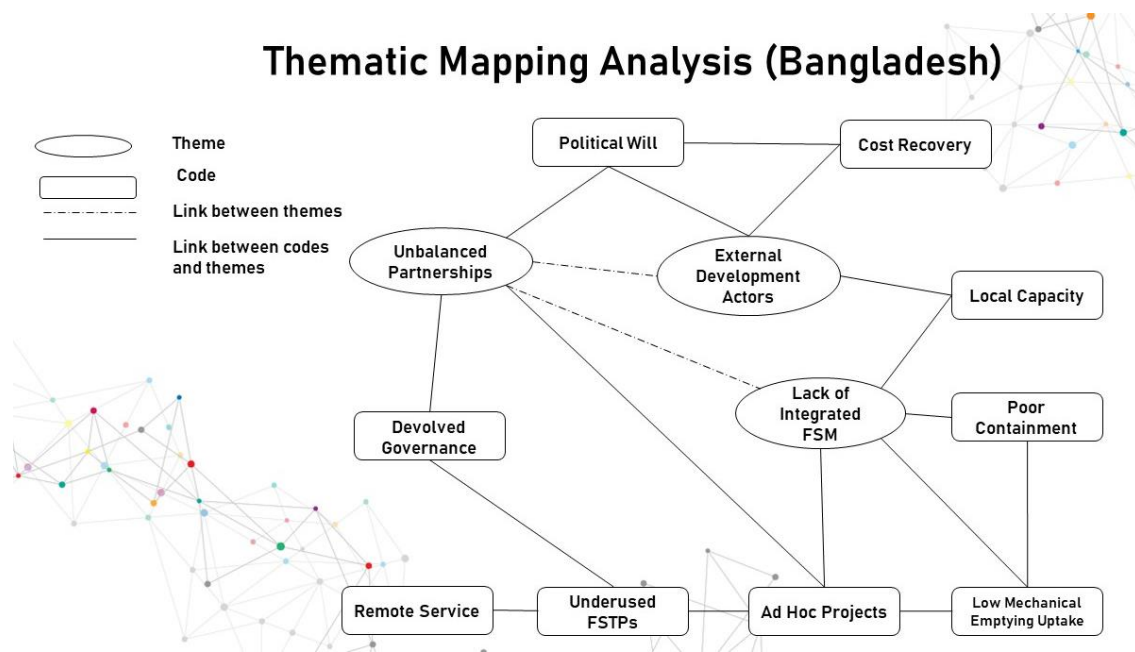 Thematic Mapping Analysis (Bangladesh)
Theme
Code
Link between themes
Link between codes
and themes
Political Will
Cost Recovery
Unbalanced
Partnerships
External
Development
Actors
Local Capacity
Lack of
Integrated
FSM
Poor
Containment
Devolved
Governance
Remote Service
Underused
FSTPs
Ad Hoc Projects
Low Mechanical
Emptying Uptake